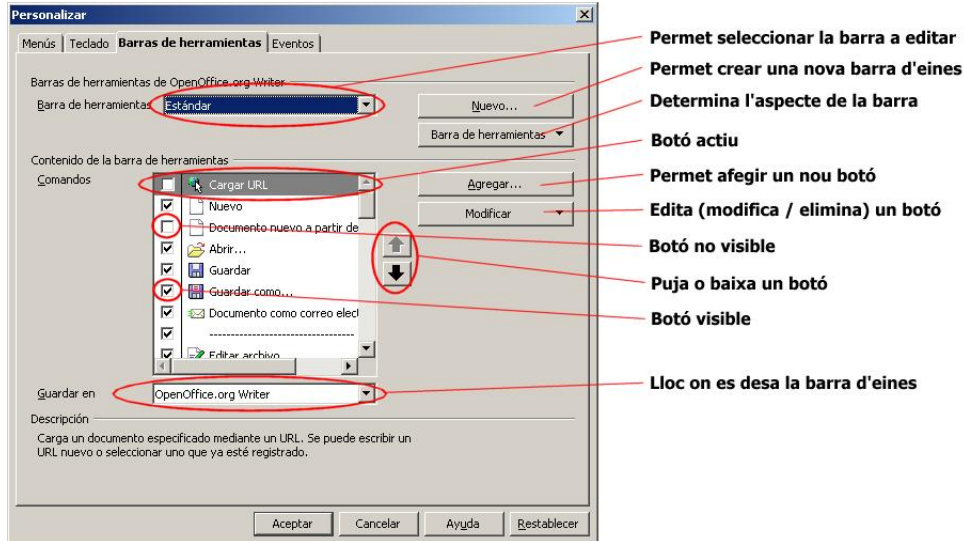 Personalizar
Menús Teclado Barras de herramientas Eventos
Barras de herramientas de OpenOffice.org Writer
Barra de herramientas Estándar
Nuevo...
Barra de herramientas
Contenido de la barra de herramientas
Comandos
Cargar URL
Nuevo
Documento nuevo a partir de
Abrir...
Guardar
Guardar como...
Documento como correo elect
----------------------------------
Editar archivo
Agregar...
Modificar
Guardar en OpenOffice.org Writer
Descripción
Carga un documento especificado mediante un URL. Se puede escribir un
URL nuevo o seleccionar uno que ya esté registrado.
Aceptar Cancelar Ayuda Restablecer
Permet seleccionar la barra a editar
Permet crear una nova barra d'eines
Determina l'aspecte de la barra
Botó actiu
Permet afegir un nou botó
Edita (modifica / elimina) un botó
Botó no visible
Puja o baixa un botó
Botó visible
Lloc on es desa la barra d'eines